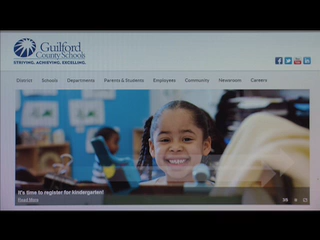 Guilford
County Schools
STRIVING. ACHIEVING. EXCELLING.
District Schools Departments Parents & Students Employees Community Newsroom Careers
It's time to register for kindergarten!
Read More